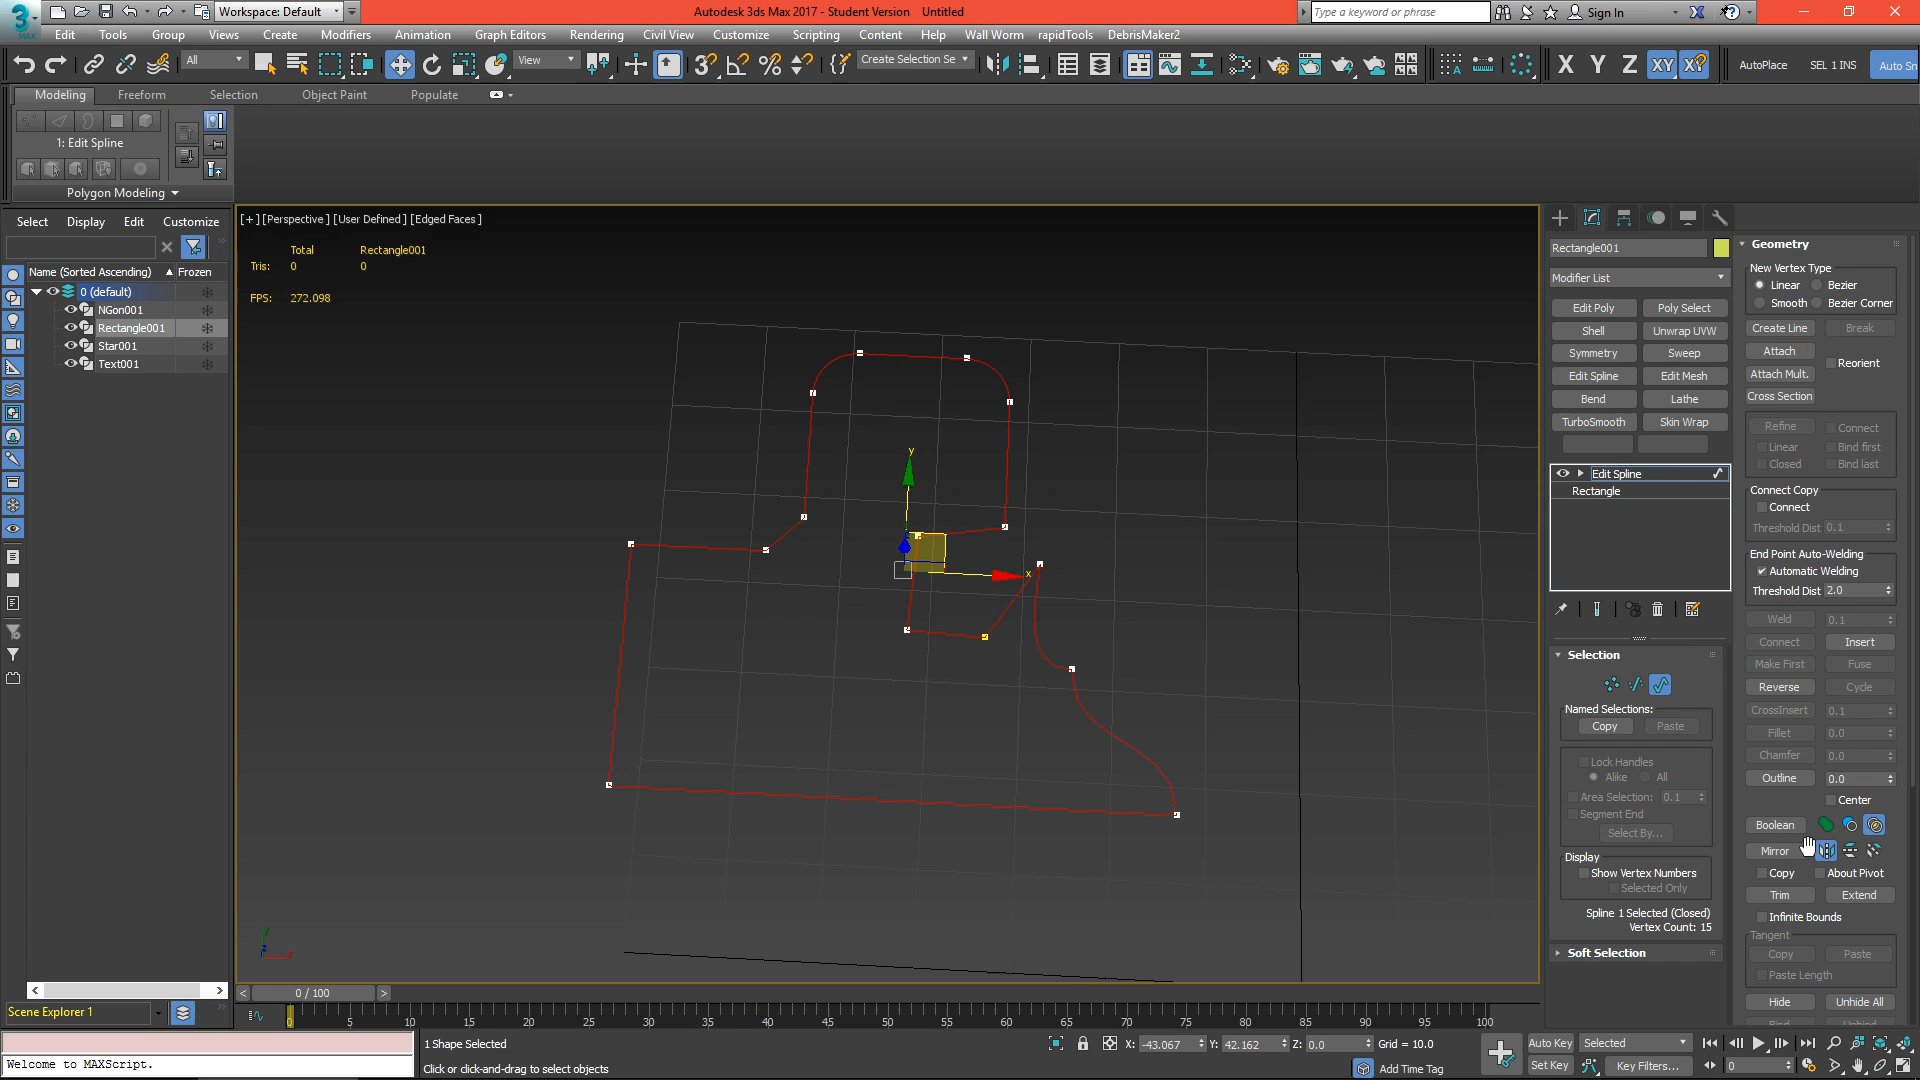 Workspace: Default
Autodesk 3ds Max 2017 - Student Version    Untitled
Type a keyword or phrase
Sign In
MAX
Edit Tools Group Views Create Modifiers Animation Graph Editors Rendering Civil View Customize Scripting Content Help Wall Worm rapidTools DebrisMaker2
All
View
Create Selection Se
X Y Z XY XY
AutoPlace SEL 1 INS Auto Sn
Modeling Freeform Selection Object Paint Populate
1: Edit Spline
Polygon Modeling
Select Display Edit Customize
Name (Sorted Ascending) Frozen
0 (default)
NGon001
Rectangle001
Star001
Text001
Scene Explorer 1
[+] [Perspective] [User Defined] [Edged Faces]
Total Rectangle001
Tris: 0 0
FPS: 272.098
y
x
0 / 100
0 5 10 15 20 25 30 35 40 45 50 55 60 65 70 75 80 85 90 95 100
Welcome to MAXScript.
1 Shape Selected
Click or click-and-drag to select objects
X: -43.067 Y: 42.162 Z: 0.0 Grid = 10.0
Add Time Tag
Auto Key Selected
Set Key Key Filters...
0
Rectangle001
Modifier List
Edit Poly Poly Select
Shell Unwrap UVW
Symmetry Sweep
Edit Spline Edit Mesh
Bend Lathe
TurboSmooth Skin Wrap
Edit Spline
Rectangle
Selection
Named Selections:
Copy Paste
Lock Handles
Alike All
Area Selection: 0.1
Segment End
Select By...
Display
Show Vertex Numbers
Selected Only
Spline 1 Selected (Closed)
Vertex Count: 15
Soft Selection
Geometry
New Vertex Type
Linear Bezier
Smooth Bezier Corner
Create Line Break
Attach
Reorient
Attach Mult.
Cross Section
Refine Connect
Linear Bind first
Closed Bind last
Connect Copy
Connect
Threshold Dist 0.1
End Point Auto-Welding
Automatic Welding
Threshold Dist 2.0
Weld 0.1
Connect Insert
Make First Fuse
Reverse Cycle
CrossInsert 0.1
Fillet 0.0
Chamfer 0.0
Outline 0.0
Center
Boolean
Mirror
Copy About Pivot
Trim Extend
Infinite Bounds
Tangent
Copy Paste
Paste Length
Hide Unhide All